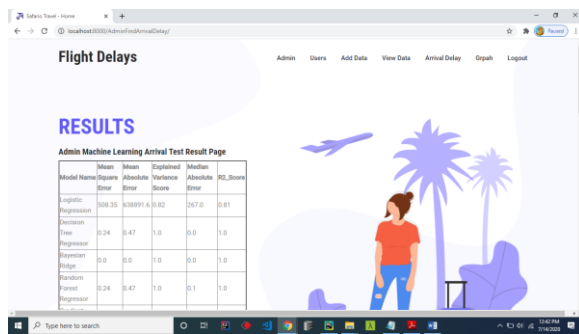 Safario Travel - Home
localhost:8000/AdminFindArrivalDelay/
Paused
Flight Delays
Admin Users Add Data View Data Arrival Delay Grpah Logout
RESULTS
Admin Machine Learning Arrival Test Result Page
Model Name Mean Square Error Mean Absolute Error Explained Variance Score Median Absolute Error R2_Score
Logistic Regression 508.35 638891.6 0.82 267.0 0.81
Decision Tree Regressor 0.24 0.47 1.0 0.0 1.0
Bayesian Ridge 0.0 0.0 1.0 0.0 1.0
Random Forest Regressor 0.24 0.47 1.0 0.1 1.0
Type here to search
12:42 PM
7/14/2020